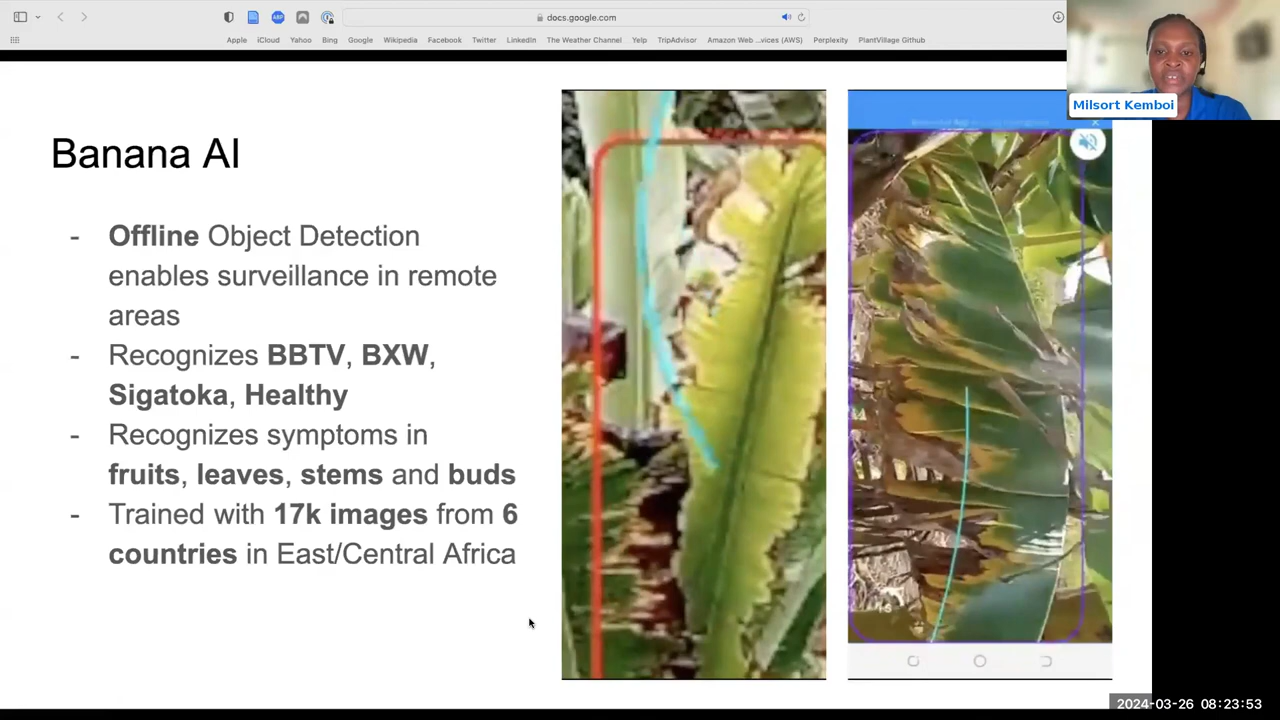 docs.google.com
Apple iCloud Yahoo Bing Google Wikipedia Facebook Twitter LinkedIn The Weather Channel Yelp TripAdvisor Amazon Web ...vices (AWS) Perplexity PlantVillage Github
Milsort Kemboi
Banana AI
- Offline Object Detection
enables surveillance in remote
areas
- Recognizes BBTV, BXW,
Sigatoka, Healthy
- Recognizes symptoms in
fruits, leaves, stems and buds
- Trained with 17k images from 6
countries in East/Central Africa
2024-03-26 08:23:53